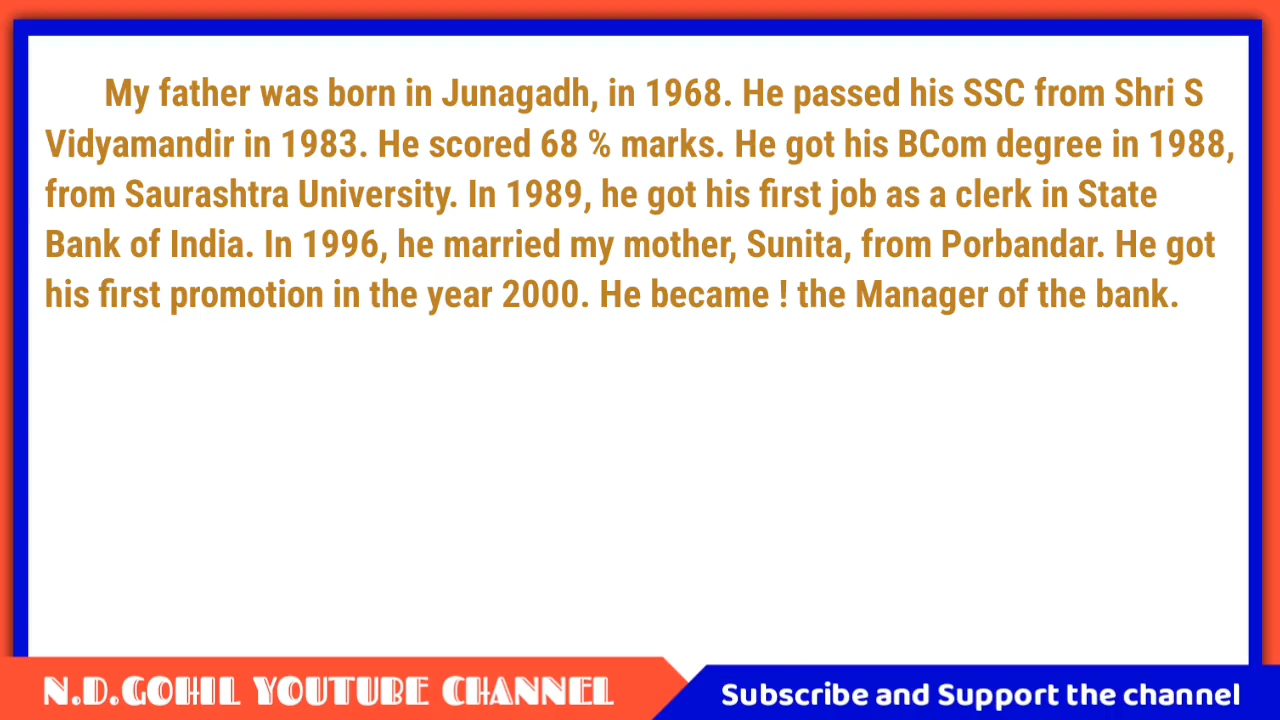 My father was born in Junagadh, in 1968. He passed his SSC from Shri S
Vidyamandir in 1983. He scored 68 % marks. He got his BCom degree in 1988,
from Saurashtra University. In 1989, he got his first job as a clerk in State
Bank of India. In 1996, he married my mother, Sunita, from Porbandar. He got
his first promotion in the year 2000. He became ! the Manager of the bank.
N.D.GOHIL YOUTUBE CHANNEL
Subscribe and Support the channel